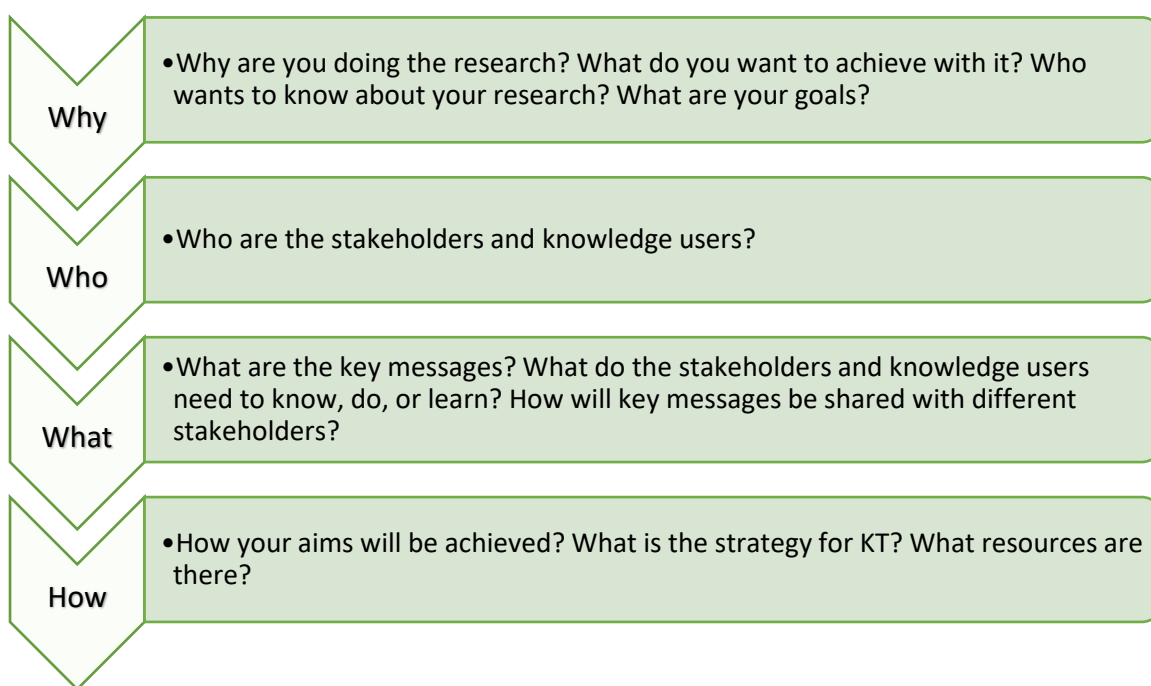 Why
•Why are you doing the research? What do you want to achieve with it? Who
wants to know about your research? What are your goals?
Who
•Who are the stakeholders and knowledge users?
What
•What are the key messages? What do the stakeholders and knowledge users
need to know, do, or learn? How will key messages be shared with different
stakeholders?
How
•How your aims will be achieved? What is the strategy for KT? What resources are
there?